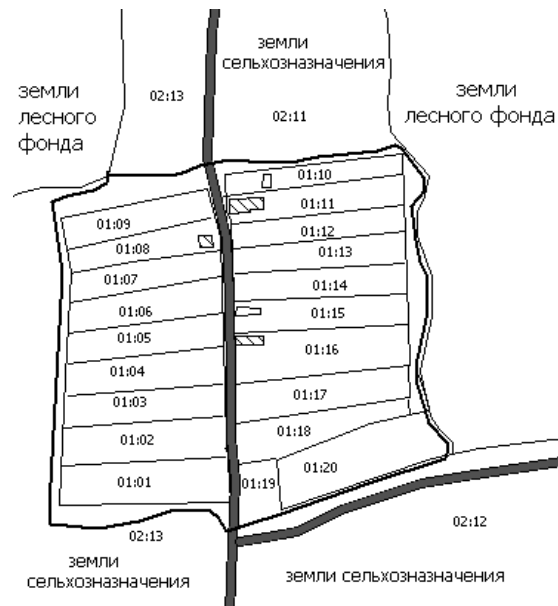 земли
сельхозназначения
земли
лесного
фонда
02:13
02:11
земли
лесного фонда
01:10
01:11
01:12
01:13
01:14
01:15
01:16
01:17
01:18
01:19
01:20
01:09
01:08
01:07
01:06
01:05
01:04
01:03
01:02
01:01
02:13
земли
сельхозназначения
02:12
земли сельхозназначения